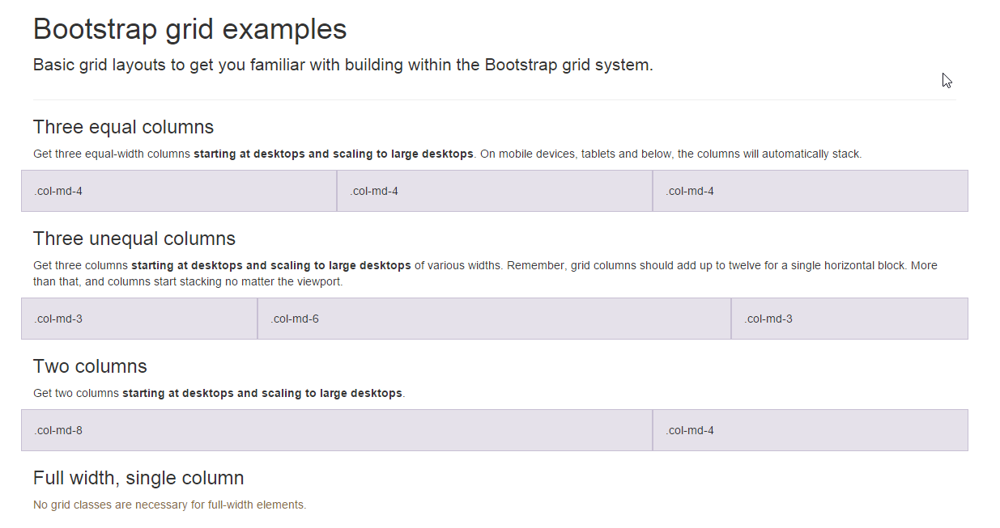 Bootstrap grid examples
Basic grid layouts to get you familiar with building within the Bootstrap grid system.
Three equal columns
Get three equal-width columns starting at desktops and scaling to large desktops. On mobile devices, tablets and below, the columns will automatically stack.
.col-md-4 .col-md-4 .col-md-4
Three unequal columns
Get three columns starting at desktops and scaling to large desktops of various widths. Remember, grid columns should add up to twelve for a single horizontal block. More
than that, and columns start stacking no matter the viewport.
.col-md-3 .col-md-6 .col-md-3
Two columns
Get two columns starting at desktops and scaling to large desktops.
.col-md-8 .col-md-4
Full width, single column
No grid classes are necessary for full-width elements.